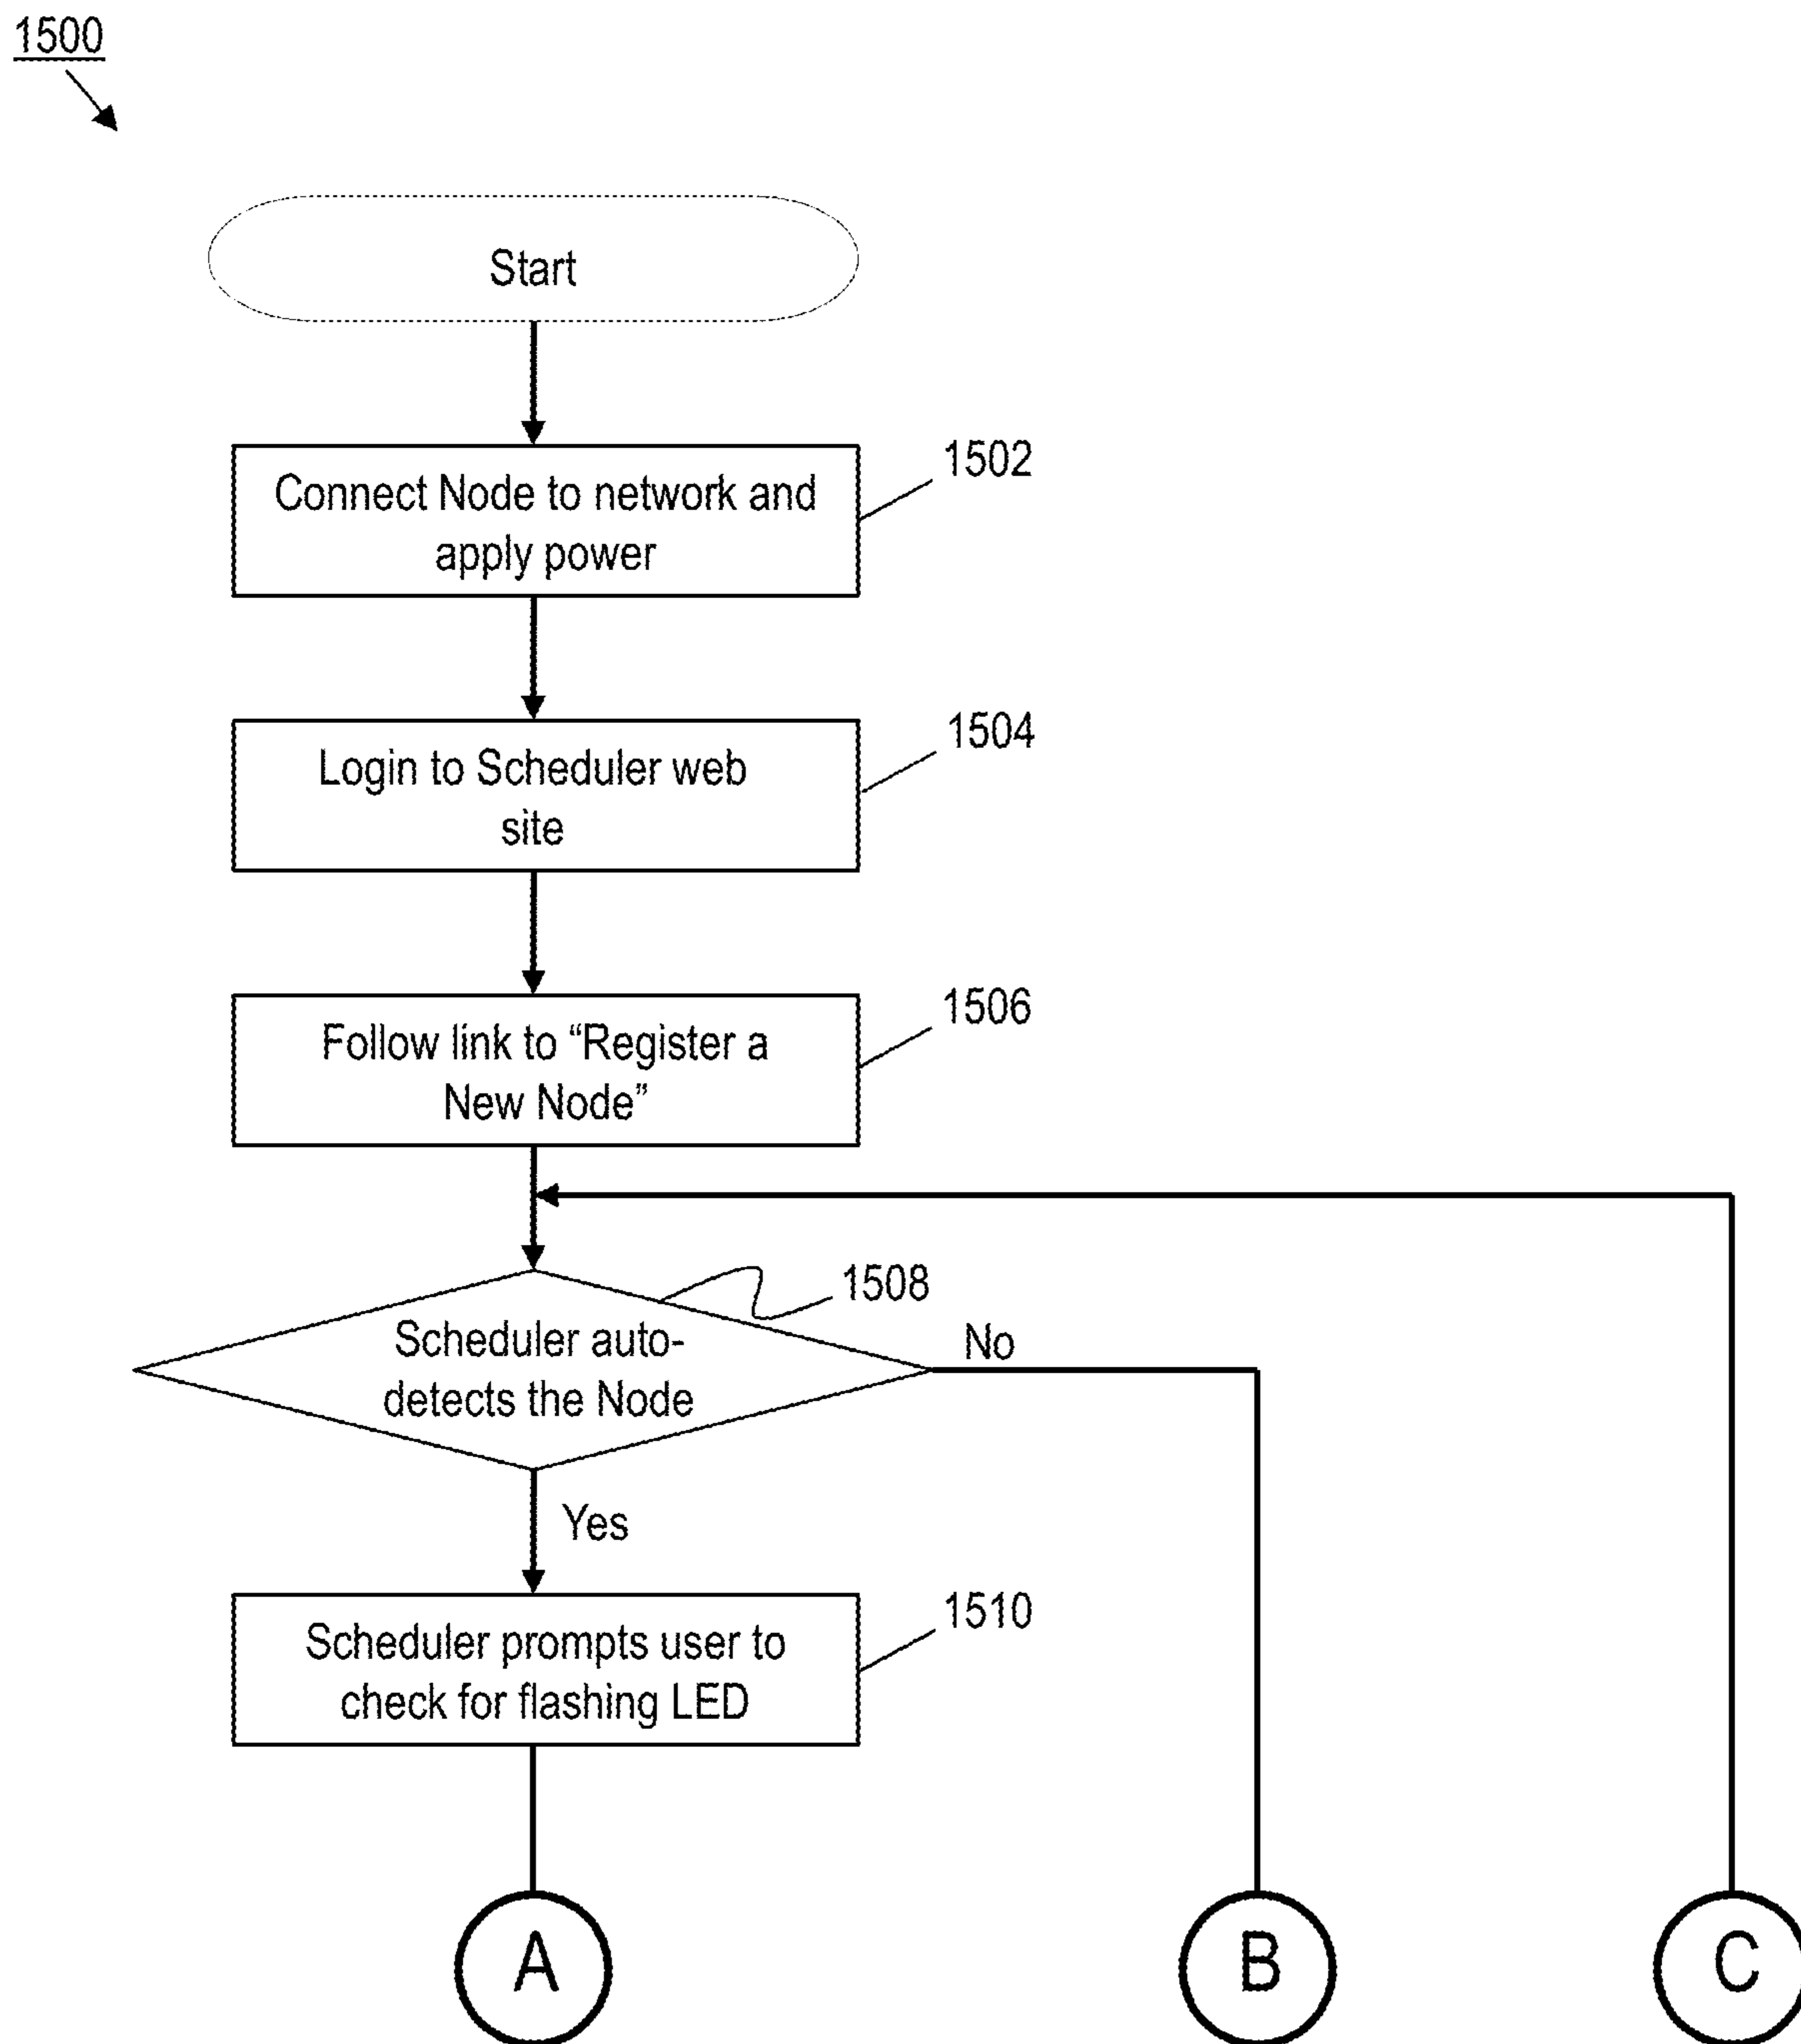 1500
Start
1502
Connect Node to network and
apply power
1504
Login to Scheduler web
site
1506
Follow link to “Register a
New Node”
1508
Scheduler auto-
detects the Node
No
Yes
1510
Scheduler prompts user to
check for flashing LED
A
B
C